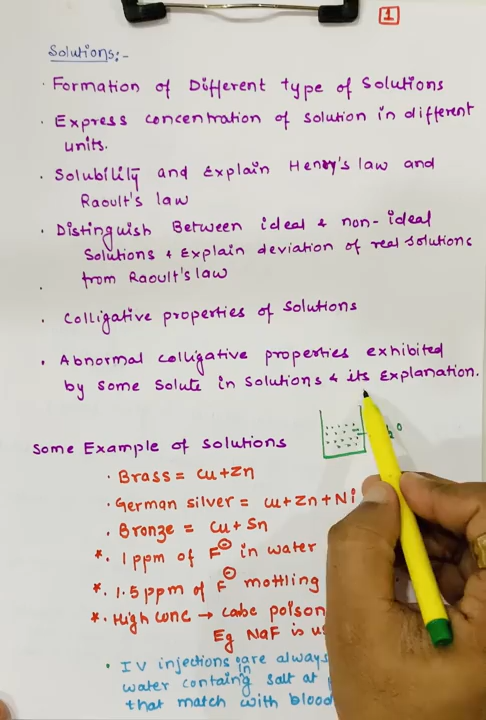 1
Solutions:-
· Formation of Different type of Solutions
· Express concentration of solution in different
units.
· Solubility and Explain Henry's law and
Raoult's law
· Distinguish Between ideal & non-ideal
Solutions & Explain deviation of real solutions
from Raoult's law
· Colligative properties of Solutions
· Abnormal colligative properties exhibited
by some solute in solutions & its Explanation.
Some Example of solutions
· Brass = Cu+Zn
· German silver = Cu+Zn+Ni
· Bronze = Cu+Sn
*. 1 ppm of F⊖ in water
*. 1.5 ppm of F⊖ mottling
*. High conc → cabe poison
Eg NaF is
· IV injections are always in
water containg salt at
that match with blood